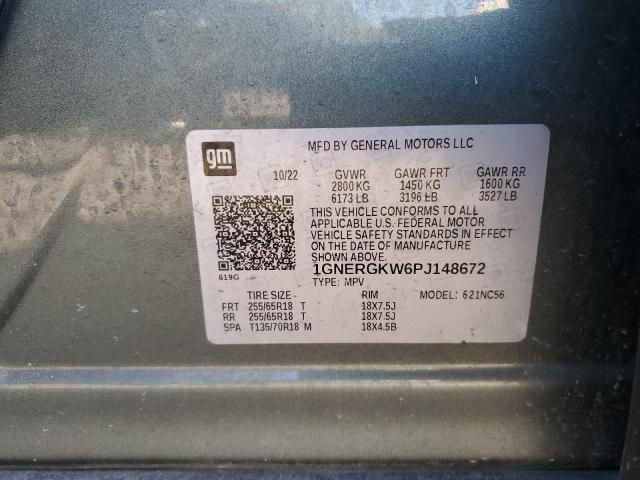 gm
MFD BY GENERAL MOTORS LLC
10/22 GVWR GAWR FRT GAWR RR
2800 KG 1450 KG 1600 KG
6173 LB 3196 LB 3527 LB
THIS VEHICLE CONFORMS TO ALL
APPLICABLE U.S. FEDERAL MOTOR
VEHICLE SAFETY STANDARDS IN EFFECT
ON THE DATE OF MANUFACTURE
SHOWN ABOVE.
1GNERGKW6PJ148672
619G TYPE: MPV
TIRE SIZE RIM MODEL: 621NC56
FRT 255/65R18 T 18X7.5J
RR 255/65R18 T 18X7.5J
SPA T135/70R18 M 18X4.5B